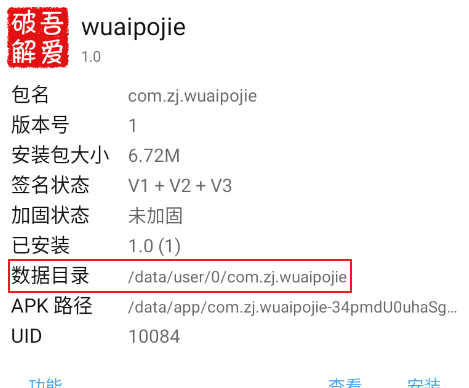 吾爱破解
wuaipojie
1.0
包名 com.zj.wuaipojie
版本号 1
安装包大小 6.72M
签名状态 V1 + V2 + V3
加固状态 未加固
已安装 1.0 (1)
数据目录 /data/user/0/com.zj.wuaipojie
APK 路径 /data/app/com.zj.wuaipojie-34pmdU0uhaSg...
UID 10084
功能 查看 安装